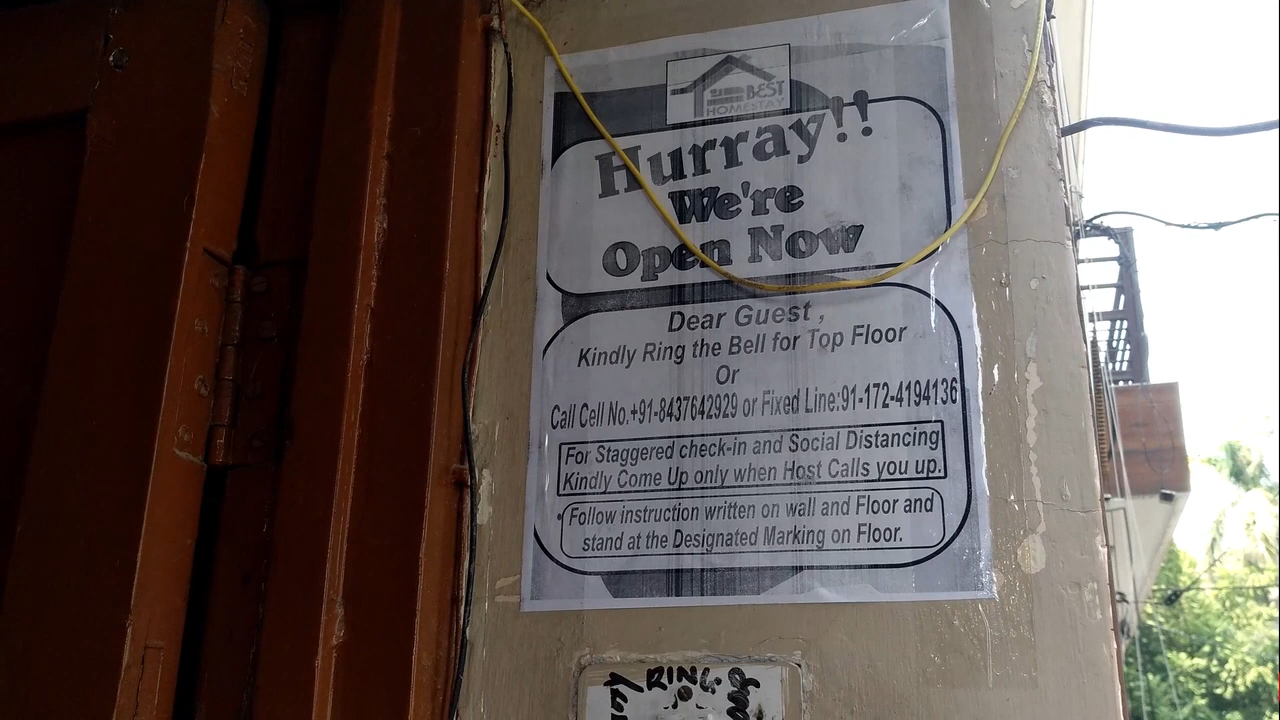 BEST
HOMESTAY
Hurray!!
We're
Open Now
Dear Guest ,
Kindly Ring the Bell for Top Floor
Or
Call Cell No.+91-8437642929 or Fixed Line:91-172-4194136
For Staggered check-in and Social Distancing
Kindly Come Up only when Host Calls you up.
Follow instruction written on wall and Floor and
stand at the Designated Marking on Floor.
RING